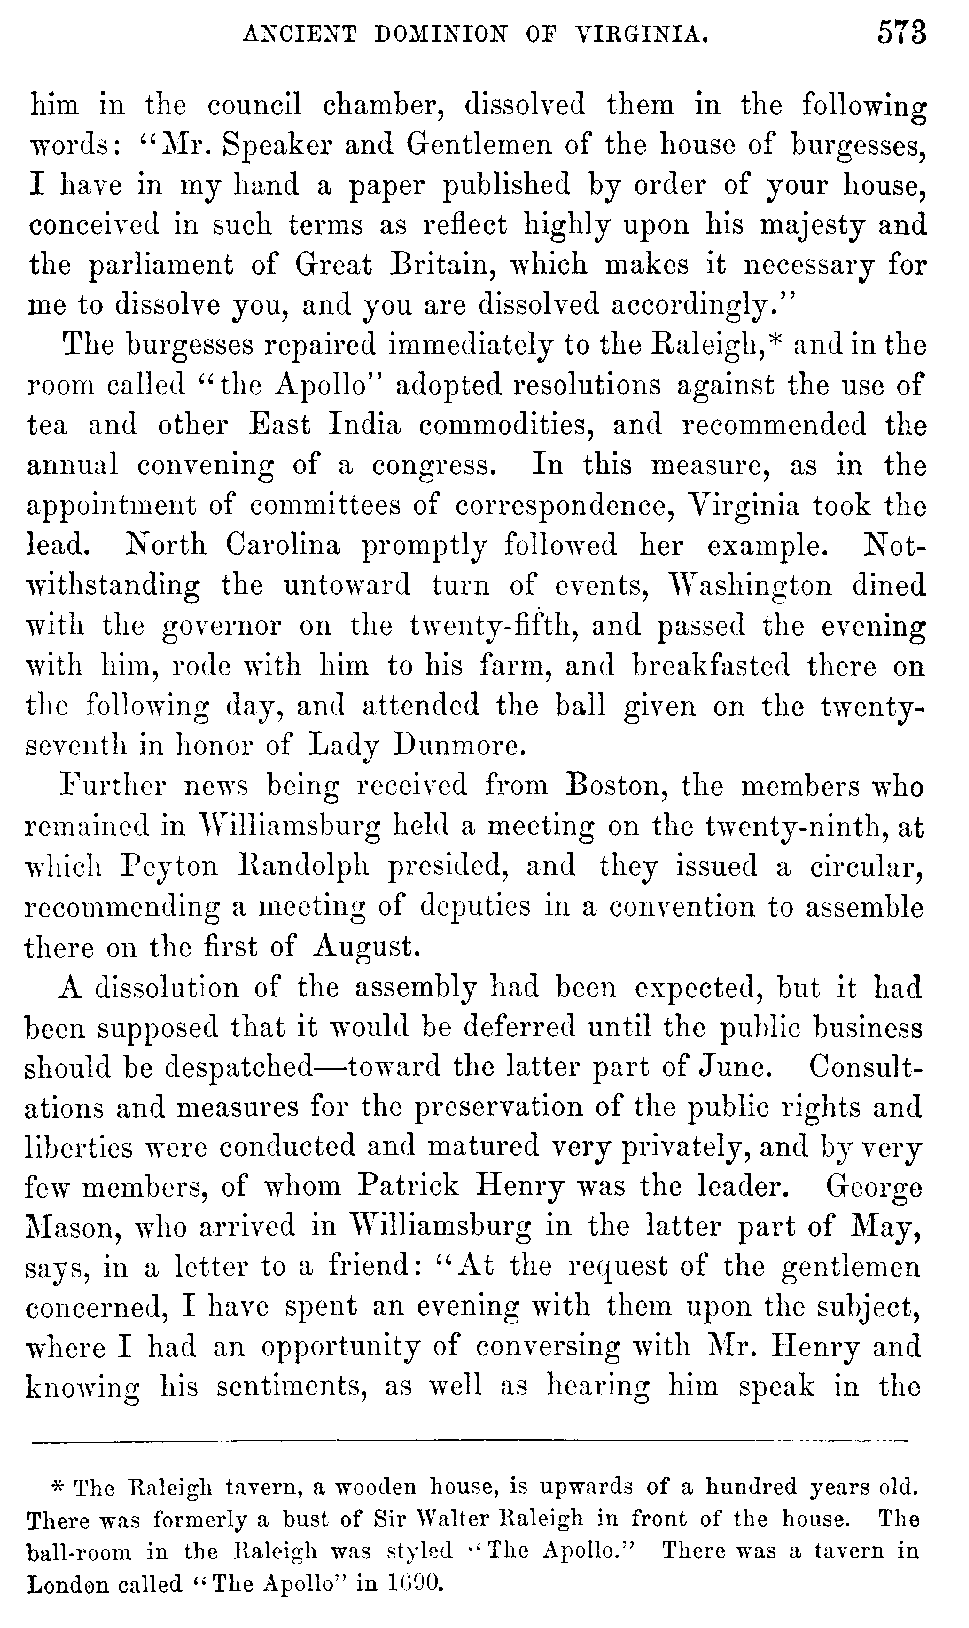 ANCIENT DOMINION OF VIRGINIA. 573
him in the council chamber, dissolved them in the following
words: "Mr. Speaker and Gentlemen of the house of burgesses,
I have in my hand a paper published by order of your house,
conceived in such terms as reflect highly upon his majesty and
the parliament of Great Britain, which makes it necessary for
me to dissolve you, and you are dissolved accordingly."
The burgesses repaired immediately to the Raleigh,* and in the
room called "the Apollo" adopted resolutions against the use of
tea and other East India commodities, and recommended the
annual convening of a congress. In this measure, as in the
appointment of committees of correspondence, Virginia took the
lead. North Carolina promptly followed her example. Not-
withstanding the untoward turn of events, Washington dined
with the governor on the twenty-fifth, and passed the evening
with him, rode with him to his farm, and breakfasted there on
the following day, and attended the ball given on the twenty-
seventh in honor of Lady Dunmore.
Further news being received from Boston, the members who
remained in Williamsburg held a meeting on the twenty-ninth, at
which Peyton Randolph presided, and they issued a circular,
recommending a meeting of deputies in a convention to assemble
there on the first of August.
A dissolution of the assembly had been expected, but it had
been supposed that it would be deferred until the public business
should be despatched—toward the latter part of June. Consult-
ations and measures for the preservation of the public rights and
liberties were conducted and matured very privately, and by very
few members, of whom Patrick Henry was the leader. George
Mason, who arrived in Williamsburg in the latter part of May,
says, in a letter to a friend: "At the request of the gentlemen
concerned, I have spent an evening with them upon the subject,
where I had an opportunity of conversing with Mr. Henry and
knowing his sentiments, as well as hearing him speak in the
* The Raleigh tavern, a wooden house, is upwards of a hundred years old.
There was formerly a bust of Sir Walter Raleigh in front of the house. The
ball-room in the Raleigh was styled "The Apollo." There was a tavern in
London called "The Apollo" in 1690.